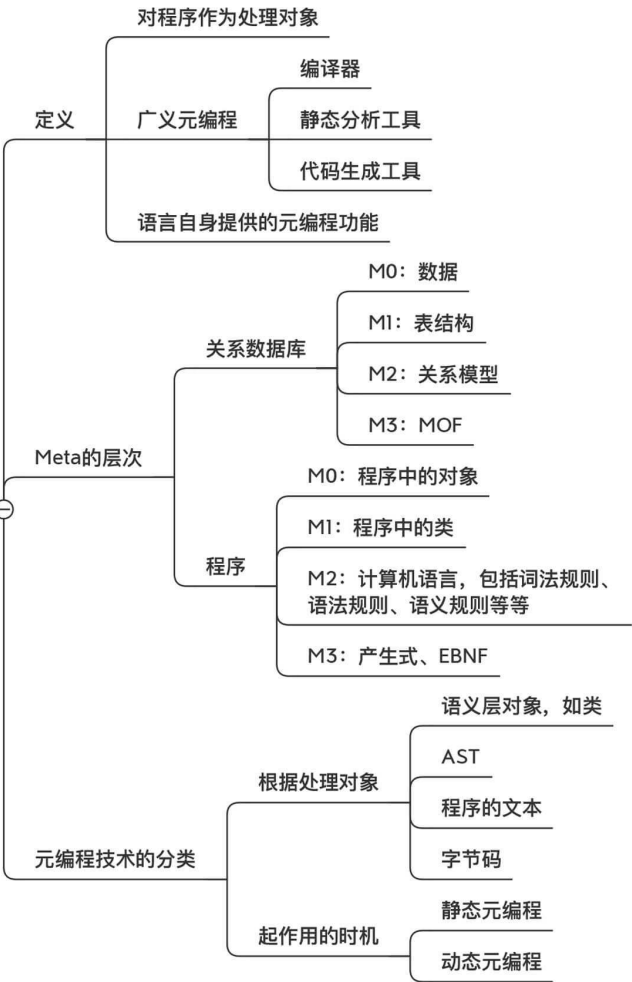 对程序作为处理对象
定义
广义元编程
编译器
静态分析工具
代码生成工具
语言自身提供的元编程功能
Meta的层次
关系数据库
M0：数据
M1：表结构
M2：关系模型
M3：MOF
程序
M0：程序中的对象
M1：程序中的类
M2：计算机语言，包括词法规则、
语法规则、语义规则等等
M3：产生式、EBNF
元编程技术的分类
根据处理对象
语义层对象，如类
AST
程序的文本
字节码
起作用的时机
静态元编程
动态元编程